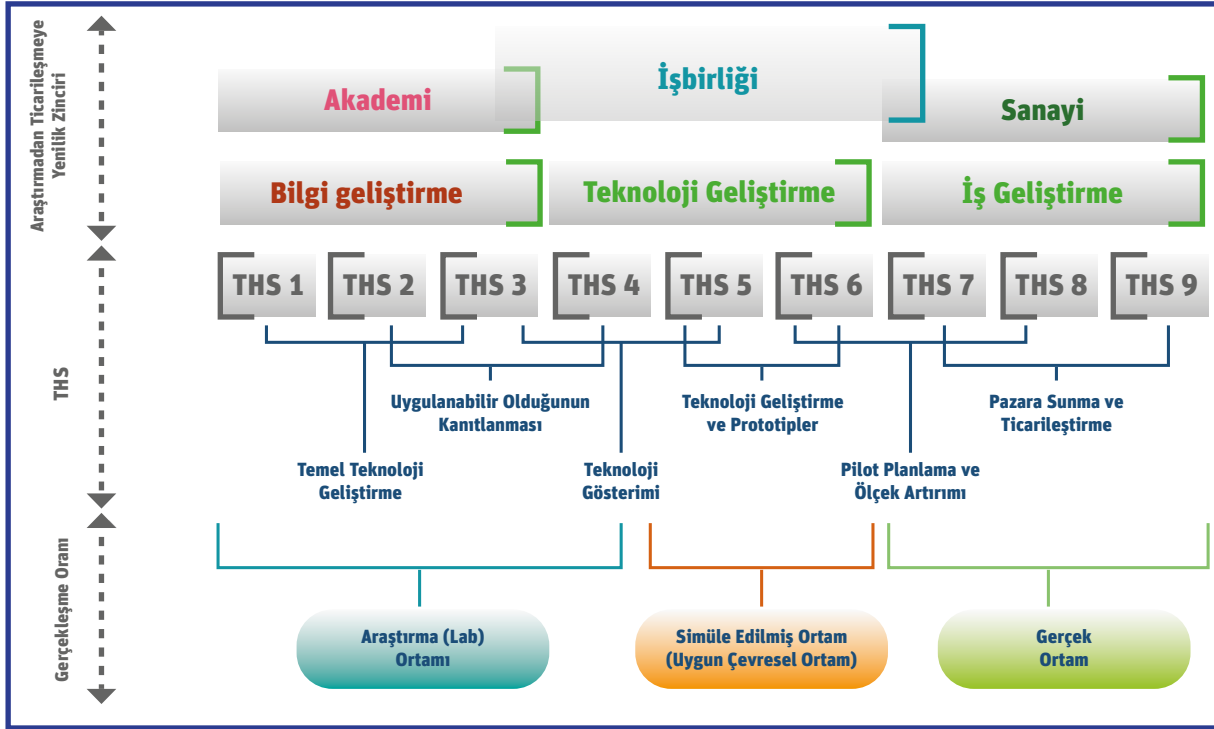 Araştırmadan Ticarileşmeye
Yenilik Zinciri
İşbirliği
Akademi
Sanayi
Bilgi geliştirme
Teknoloji Geliştirme
İş Geliştirme
THS
THS 1
THS 2
THS 3
THS 4
THS 5
THS 6
THS 7
THS 8
THS 9
Uygulanabilir Olduğunun
Kanıtlanması
Teknoloji Geliştirme
ve Prototipler
Pazara Sunma ve
Ticarileştirme
Temel Teknoloji
Geliştirme
Teknoloji
Gösterimi
Pilot Planlama ve
Ölçek Artırımı
Gerçekleşme Oranı
Araştırma (Lab)
Ortamı
Simüle Edilmiş Ortam
(Uygun Çevresel Ortam)
Gerçek
Ortam